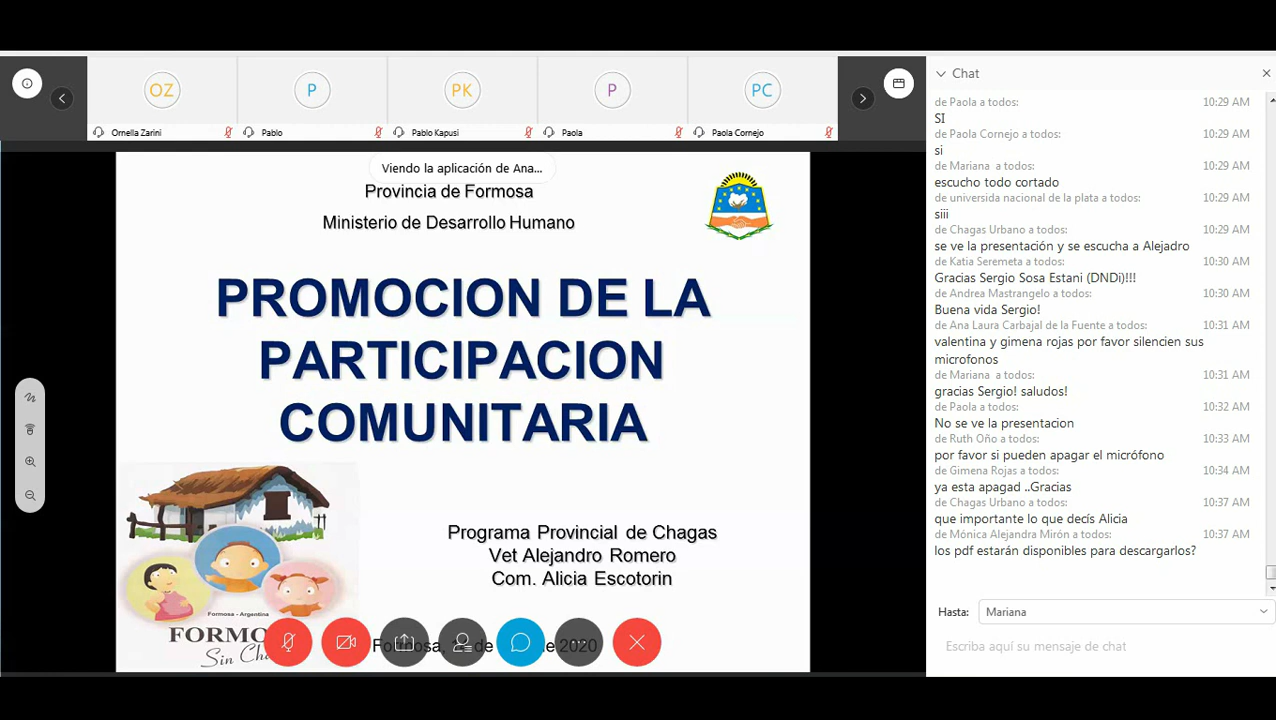 OZ
P
PK
P
PC
Ornella Zarini
Pablo
Pablo Kapusi
Paola
Paola Cornejo
Viendo la aplicación de Ana...
Provincia de Formosa
Ministerio de Desarrollo Humano
PROMOCION DE LA
PARTICIPACION
COMUNITARIA
Programa Provincial de Chagas
Vet Alejandro Romero
Com. Alicia Escotorin
Formosa - Argentina
Sin
de
2020
Chat
de Paola a todos: 10:29 AM
SI
de Paola Cornejo a todos: 10:29 AM
si
de Mariana a todos: 10:29 AM
escucho todo cortado
de universida nacional de la plata a todos: 10:29 AM
siii
de Chagas Urbano a todos: 10:29 AM
se ve la presentación y se escucha a Alejadro
de Katia Seremeta a todos: 10:30 AM
Gracias Sergio Sosa Estani (DNDi)!!!
de Andrea Mastrangelo a todos: 10:30 AM
Buena vida Sergio!
de Ana Laura Carbajal de la Fuente a todos: 10:31 AM
valentina y gimena rojas por favor silencien sus
microfonos
de Mariana a todos: 10:31 AM
gracias Sergio! saludos!
de Paola a todos: 10:32 AM
No se ve la presentacion
de Ruth Oño a todos: 10:33 AM
por favor si pueden apagar el micrófono
de Gimena Rojas a todos: 10:34 AM
ya esta apagad ..Gracias
de Chagas Urbano a todos: 10:37 AM
que importante lo que decís Alicia
de Mónica Alejandra Mirón a todos: 10:37 AM
los pdf estarán disponibles para descargarlos?
Hasta: Mariana
Escriba aquí su mensaje de chat